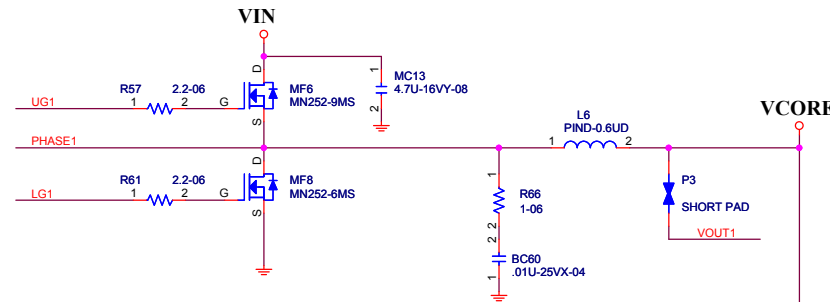 VIN
D
R57 2.2-06
1 2 G
UG1
S
MF6
MN252-9MS
1
2
MC13
4.7U-16VY-08
PHASE1
D
R61 2.2-06
1 2 G
LG1
S
MF8
MN252-6MS
L6
PIND-0.6UD
1 2
VCORE
1
R66
1-06
2
2
BC60
.01U-25VX-04
1
P3
SHORT PAD
VOUT1